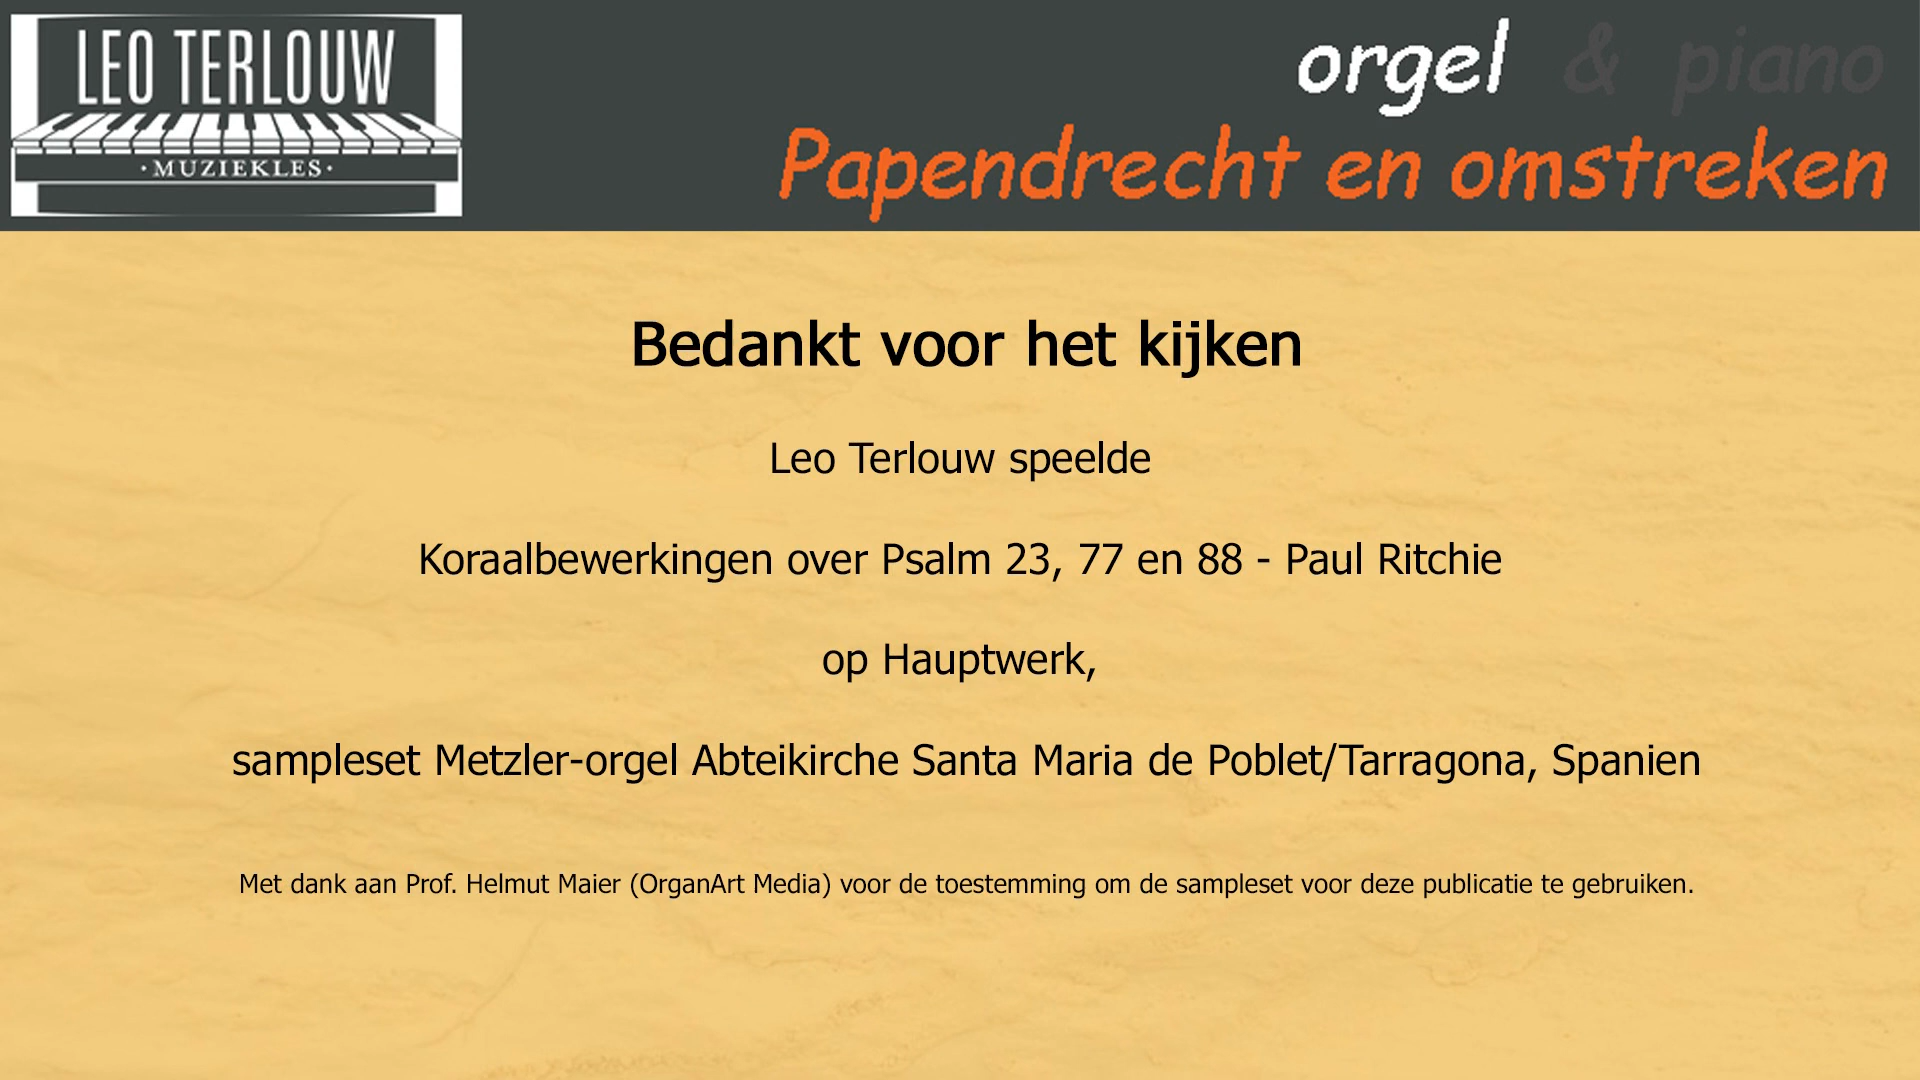 LEO TERLOUW
·MUZIEKLES·
orgel & piano
Papendrecht en omstreken
Bedankt voor het kijken
Leo Terlouw speelde
Koraalbewerkingen over Psalm 23, 77 en 88 - Paul Ritchie
op Hauptwerk,
sampleset Metzler-orgel Abteikirche Santa Maria de Poblet/Tarragona, Spanien
Met dank aan Prof. Helmut Maier (OrganArt Media) voor de toestemming om de sampleset voor deze publicatie te gebruiken.